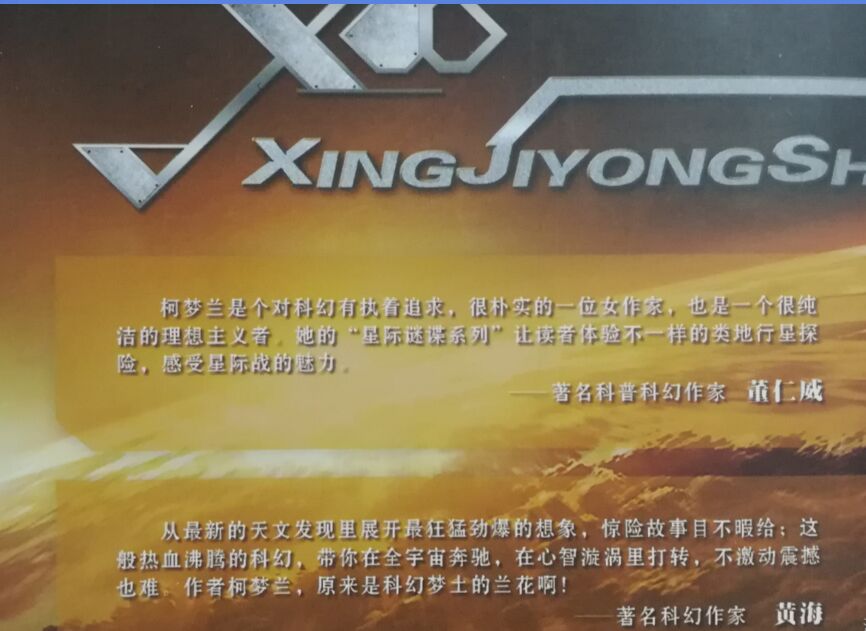 XINGJIYONGSH
柯梦兰是个对科幻有执着追求，很朴实的一位女作家，也是一个很纯
洁的理想主义者。她的“星际谜谍系列”让读者体验不一样的类地行星探
险，感受星际战的魅力。
——著名科普科幻作家 董仁威
从最新的天文发现里展开最狂猛劲爆的想象，惊险故事目不暇给；这
般热血沸腾的科幻，带你在全宇宙奔驰，在心智漩涡里打转，不激动震撼
也难。作者柯梦兰，原来是科幻梦土的兰花啊！
——著名科幻作家 黄海